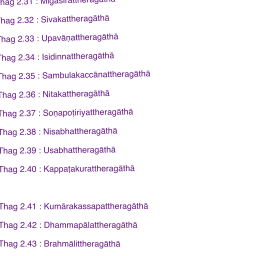 Thag 2.31 : Migasirattheragāthā
Thag 2.32 : Sivakattheragāthā
Thag 2.33 : Upavāṇattheragāthā
Thag 2.34 : Isidinnattheragāthā
Thag 2.35 : Sambulakaccānattheragāthā
Thag 2.36 : Nitakattheragāthā
Thag 2.37 : Soṇapoṭiriyattheragāthā
Thag 2.38 : Nisabhattheragāthā
Thag 2.39 : Usabhattheragāthā
Thag 2.40 : Kappaṭakurattheragāthā
Thag 2.41 : Kumārakassapattheragāthā
Thag 2.42 : Dhammapālattheragāthā
Thag 2.43 : Brahmālittheragāthā